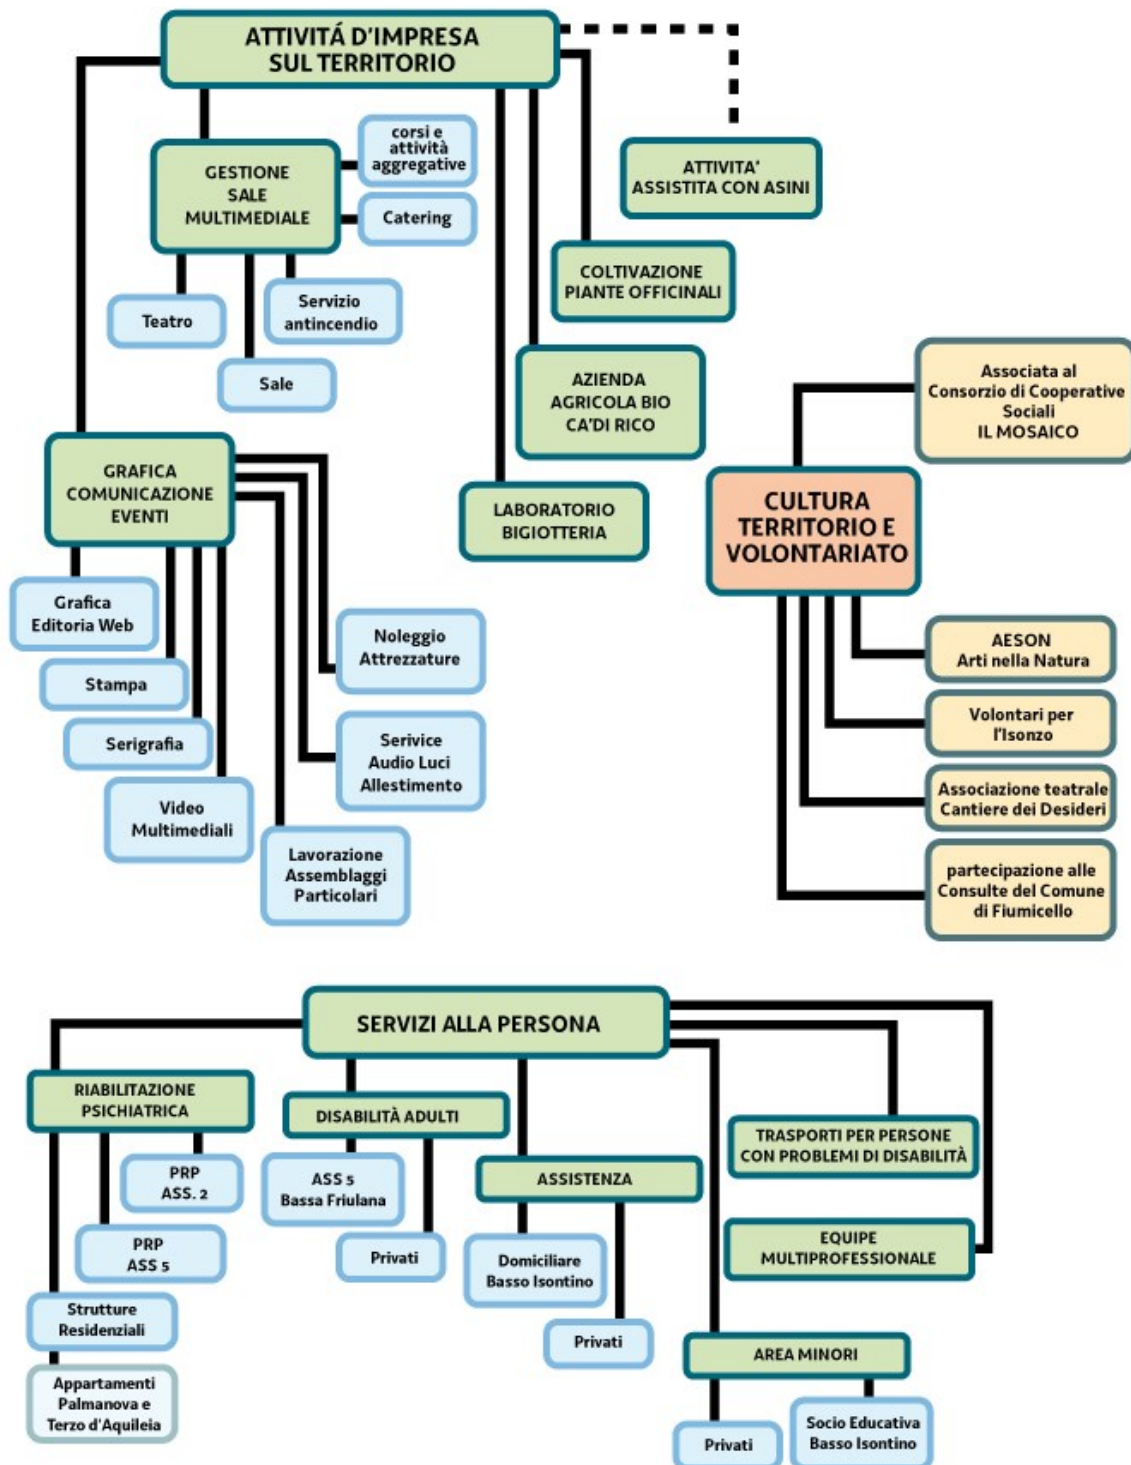 ATTIVITÁ D'IMPRESA
SUL TERRITORIO
corsi e
attività
aggregative
GESTIONE
SALE
MULTIMEDIALE
Catering
Teatro
Servizio
antincendio
Sale
ATTIVITA'
ASSISTITA CON ASINI
COLTIVAZIONE
PIANTE OFFICINALI
AZIENDA
AGRICOLA BIO
CA'DI RICO
LABORATORIO
BIGIOTTERIA
GRAFICA
COMUNICAZIONE
EVENTI
Grafica
Editoria Web
Stampa
Serigrafia
Video
Multimediali
Noleggio
Attrezzature
Serivice
Audio Luci
Allestimento
Lavorazione
Assemblaggi
Particolari
Associata al
Consorzio di Cooperative
Sociali
IL MOSAICO
CULTURA
TERRITORIO E
VOLONTARIATO
AESON
Arti nella Natura
Volontari per
l'Isonzo
Associazione teatrale
Cantiere dei Desideri
partecipazione alle
Consulte del Comune
di Fiumicello
SERVIZI ALLA PERSONA
RIABILITAZIONE
PSICHIATRICA
PRP
ASS. 2
PRP
ASS 5
Strutture
Residenziali
Appartamenti
Palmanova e
Terzo d'Aquileia
DISABILITÀ ADULTI
ASS 5
Bassa Friulana
Privati
ASSISTENZA
Domiciliare
Basso Isontino
Privati
TRASPORTI PER PERSONE
CON PROBLEMI DI DISABILITÀ
EQUIPE
MULTIPROFESSIONALE
AREA MINORI
Privati
Socio Educativa
Basso Isontino